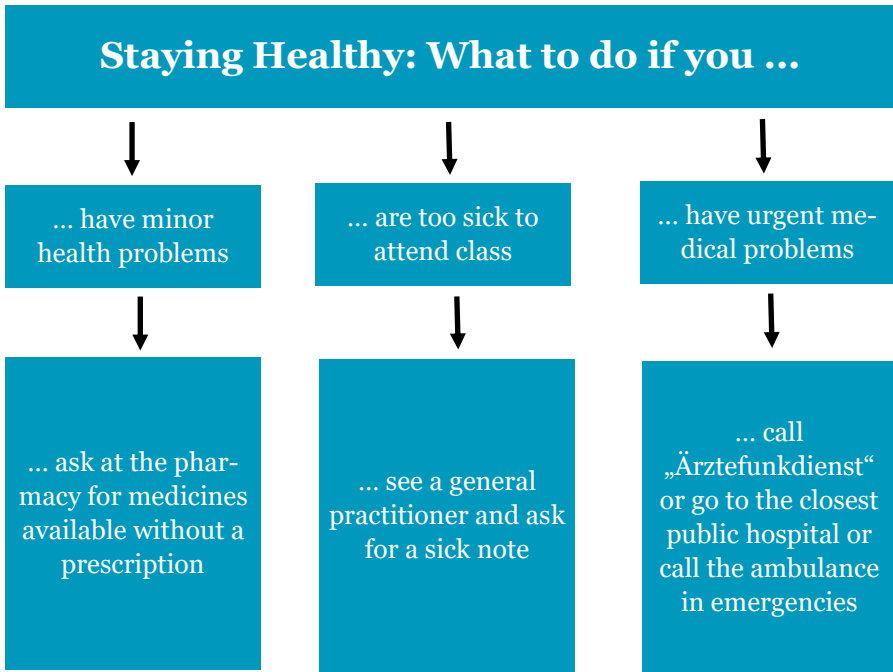 Staying Healthy: What to do if you ...
... have minor
health problems
... are too sick to
attend class
... have urgent me-
dical problems
... ask at the phar-
macy for medicines
available without a
prescription
... see a general
practitioner and ask
for a sick note
... call
„Ärztefunkdienst“
or go to the closest
public hospital or
call the ambulance
in emergencies